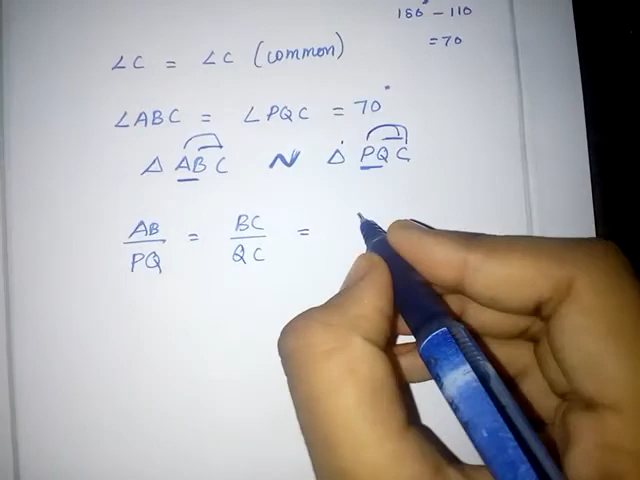 180° - 110
= 70
∠C = ∠C (common)
∠ABC = ∠PQC = 70°
Δ ABC ~ Δ PQC
AB/PQ = BC/QC =